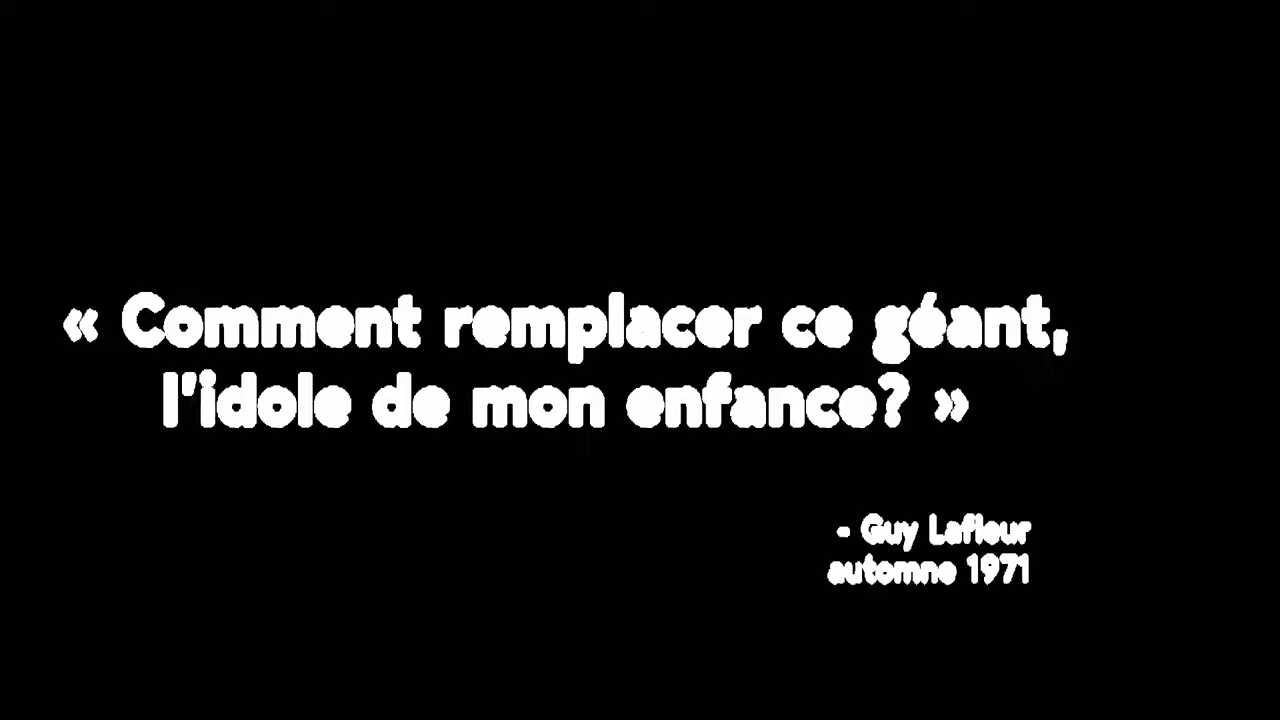 « Comment remplacer ce géant,
l'idole de mon enfance? »
- Guy Lafleur
automne 1971